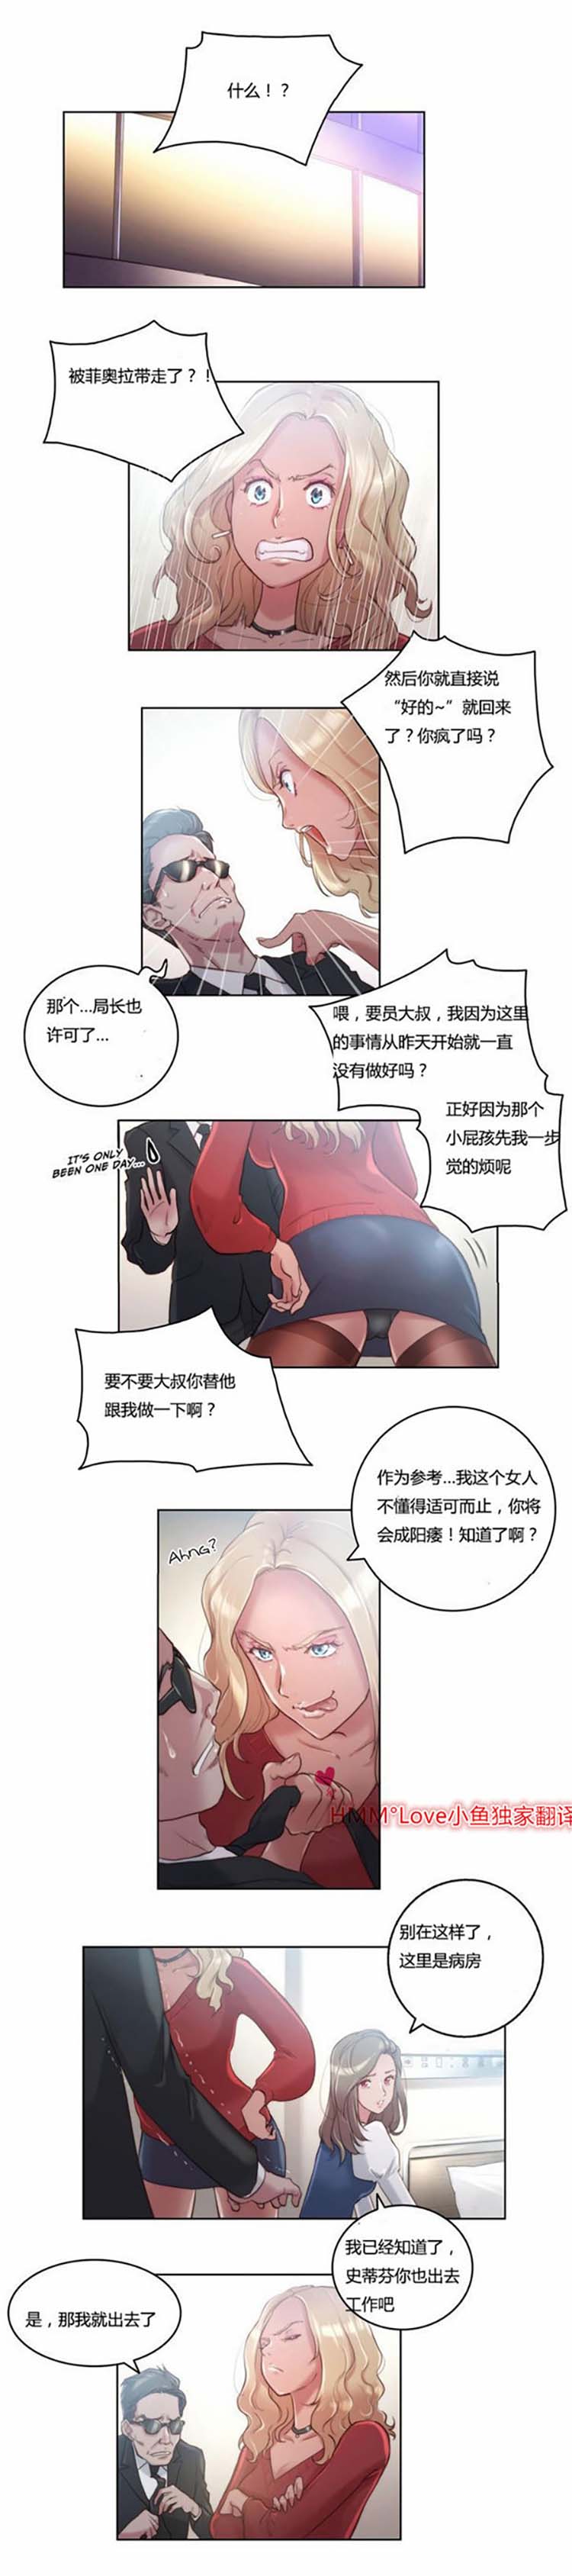 什么！？
被菲奥拉带走了？！
然后你就直接说
“好的~”就回来
了？你疯了吗？
那个...局长也
许可了...
喂，要员大叔，我因为这里
的事情从昨天开始就一直
没有做好吗？
正好因为那个
小屁孩先我一步
觉的烦呢
IT'S ONLY
BEEN ONE DAY...
要不要大叔你替他
跟我做一下啊？
作为参考...我这个女人
不懂得适可而止，你将
会成阳痿！知道了啊？
Ahng?
HMM°Love小鱼独家翻译
别在这样了，
这里是病房
我已经知道了，
史蒂芬你也出去
工作吧
是，那我就出去了